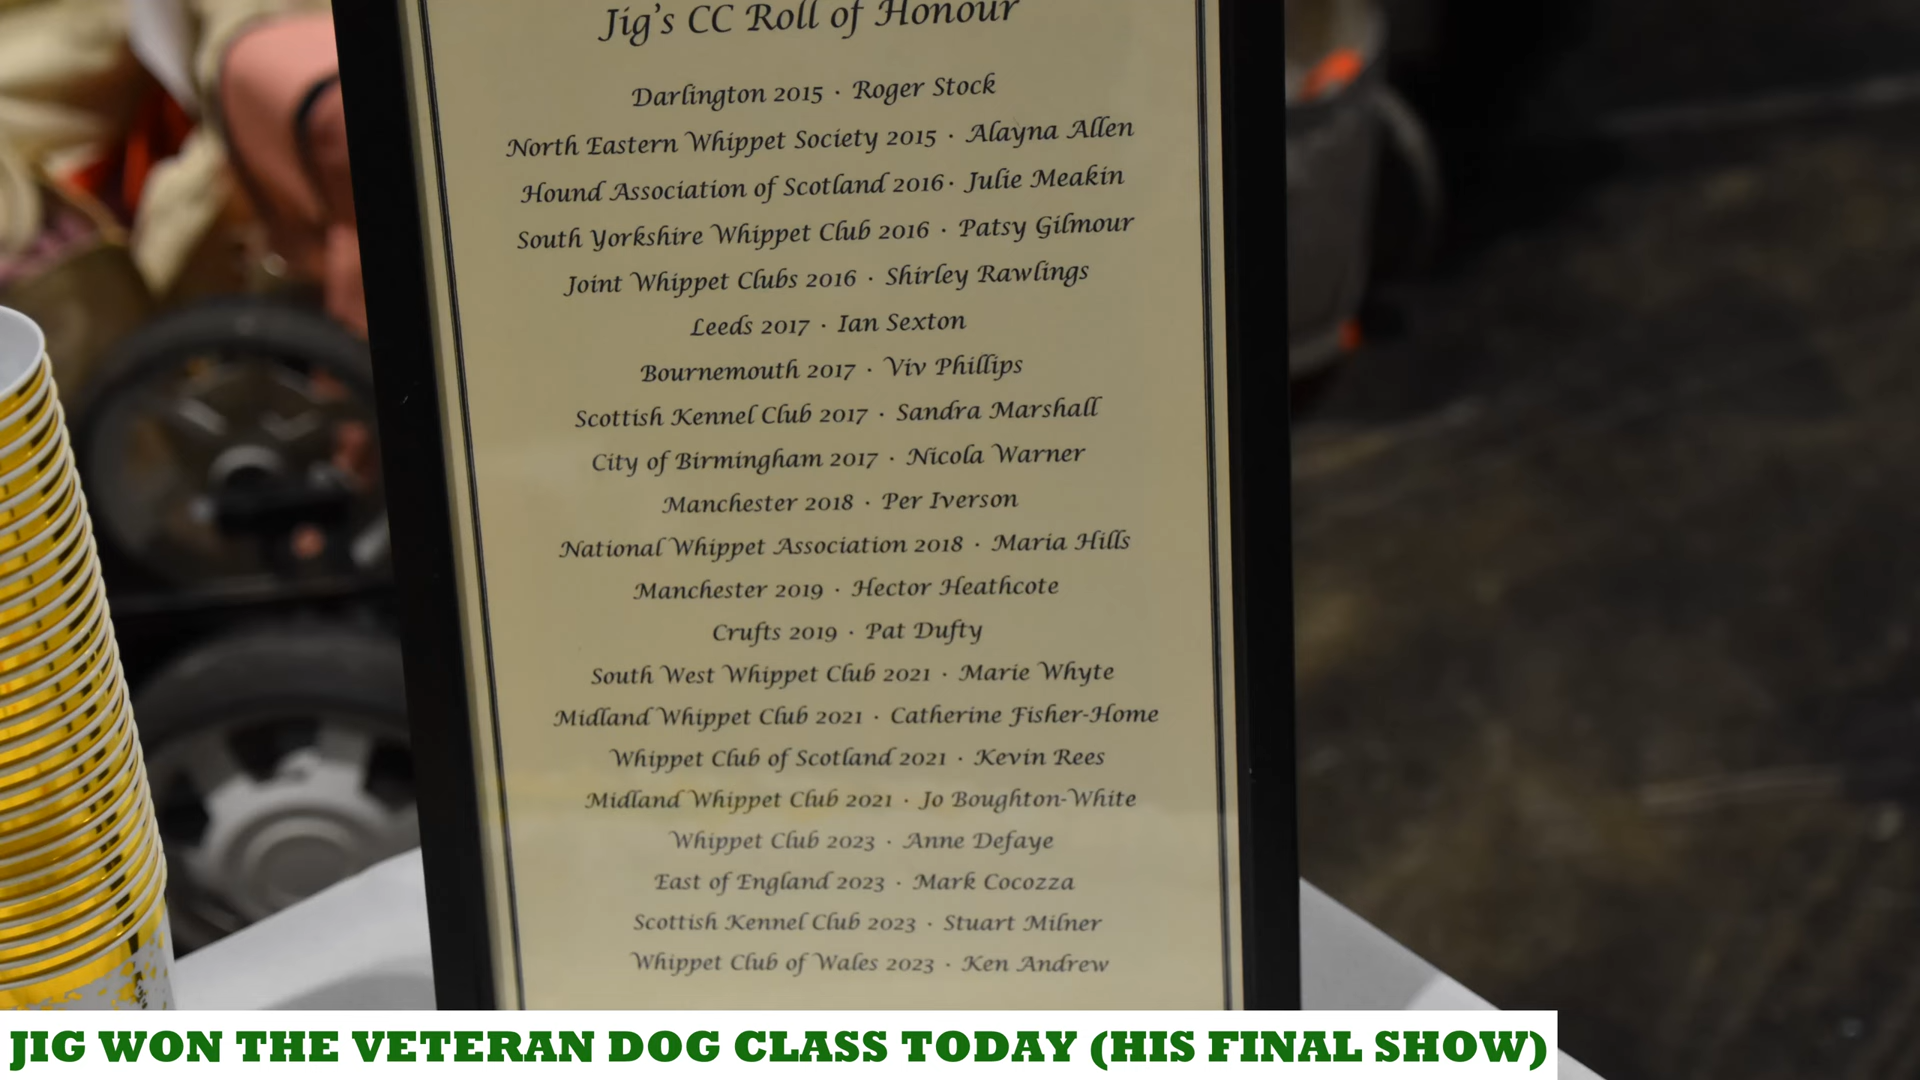 Jig's CC Roll of Honour
Darlington 2015 · Roger Stock
North Eastern Whippet Society 2015 · Alayna Allen
Hound Association of Scotland 2016 · Julie Meakin
South Yorkshire Whippet Club 2016 · Patsy Gilmour
Joint Whippet Clubs 2016 · Shirley Rawlings
Leeds 2017 · Ian Sexton
Bournemouth 2017 · Viv Phillips
Scottish Kennel Club 2017 · Sandra Marshall
City of Birmingham 2017 · Nicola Warner
Manchester 2018 · Per Iverson
National Whippet Association 2018 · Maria Hills
Manchester 2019 · Hector Heathcote
Crufts 2019 · Pat Dufty
South West Whippet Club 2021 · Marie Whyte
Midland Whippet Club 2021 · Catherine Fisher-Home
Whippet Club of Scotland 2021 · Kevin Rees
Midland Whippet Club 2021 · Jo Boughton-White
Whippet Club 2023 · Anne Defaye
East of England 2023 · Mark Cocozza
Scottish Kennel Club 2023 · Stuart Milner
Whippet Club of Wales 2023 · Ken Andrew
JIG WON THE VETERAN DOG CLASS TODAY (HIS FINAL SHOW)